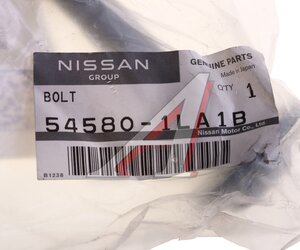 NISSAN
GROUP
GENUINE PARTS
Made in Japan
BOLT
QTY 1
54580-1LA1B
Nissan Motor Co., Ltd.
B1238